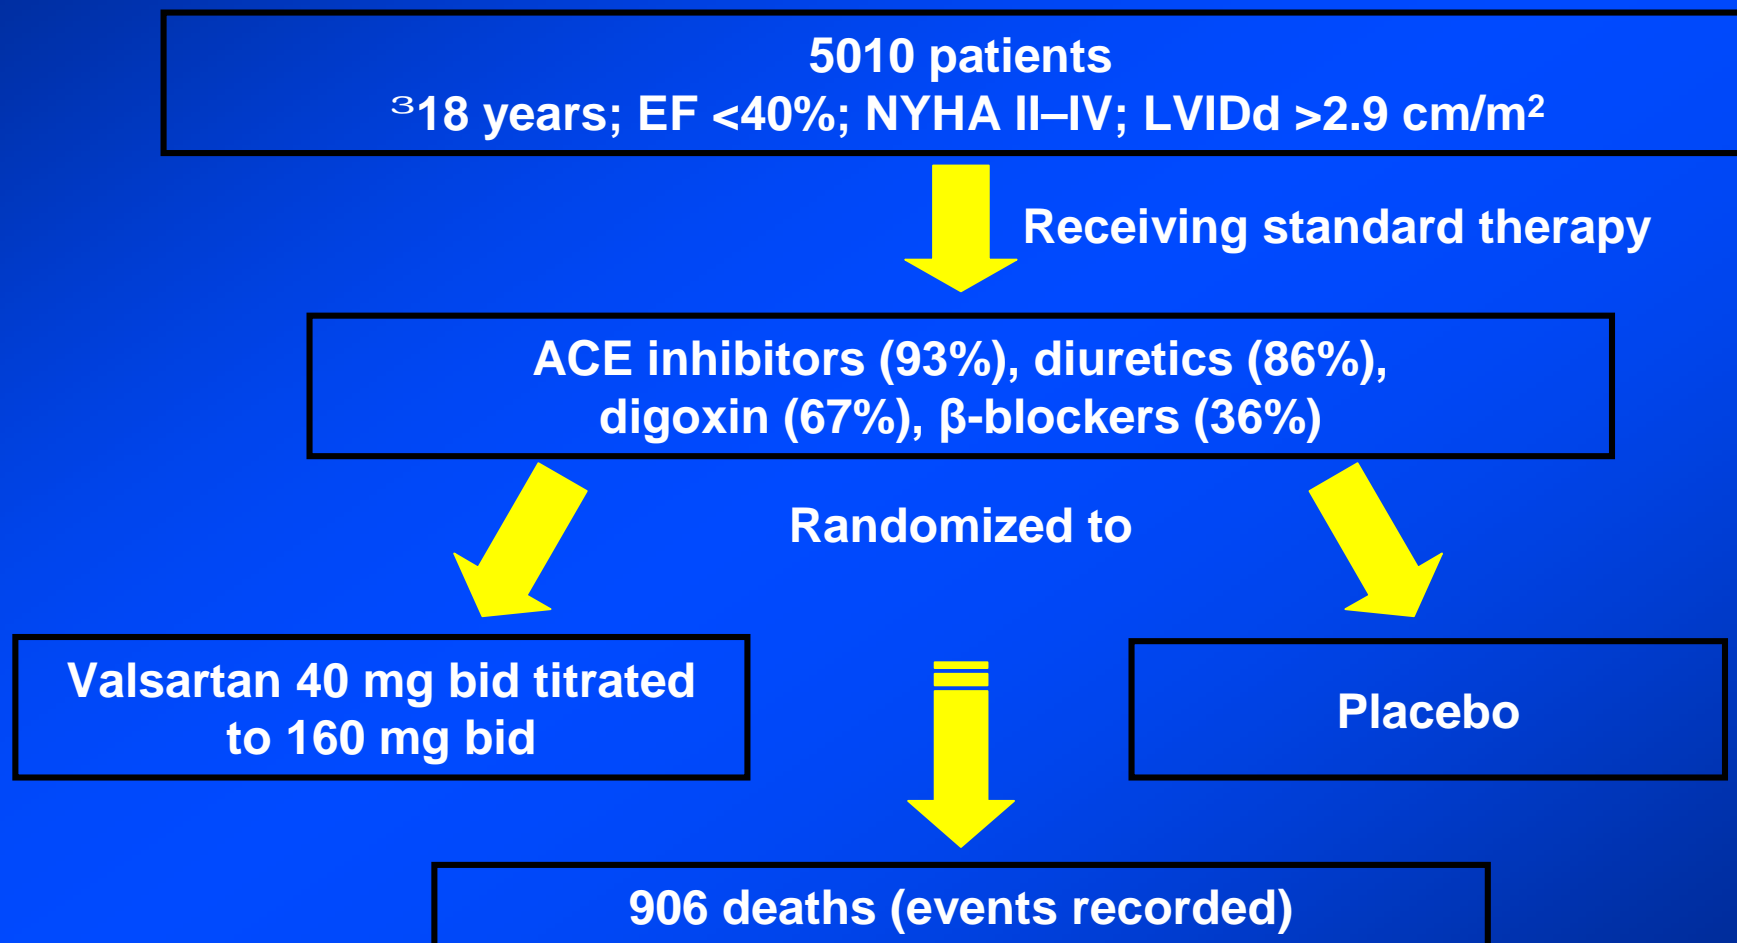 5010 patients
³18 years; EF <40%; NYHA II–IV; LVIDd >2.9 cm/m²
Receiving standard therapy
ACE inhibitors (93%), diuretics (86%),
digoxin (67%), β-blockers (36%)
Randomized to
Valsartan 40 mg bid titrated
to 160 mg bid
Placebo
906 deaths (events recorded)